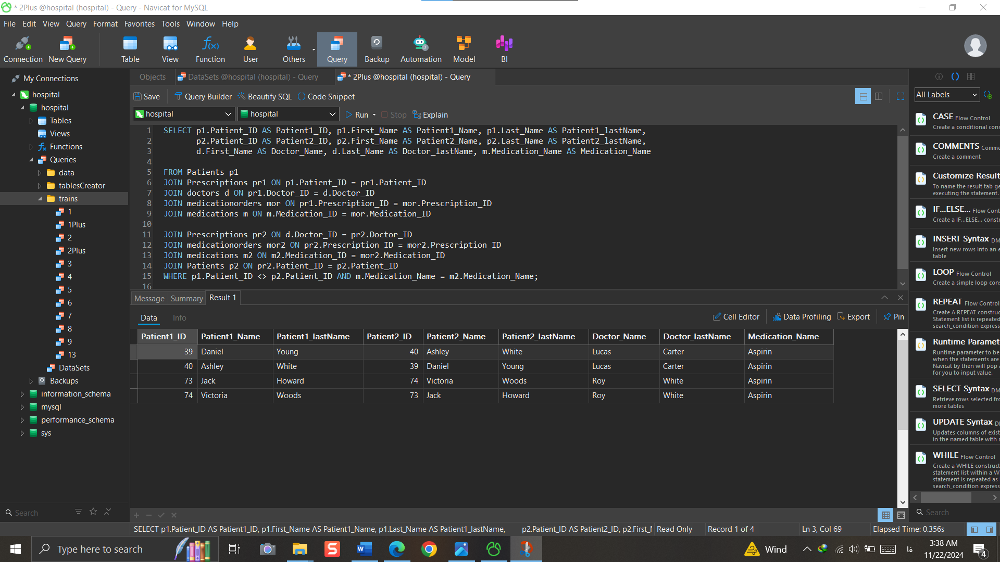 * 2Plus @hospital (hospital) - Query - Navicat for MySQL
File Edit View Query Format Favorites Tools Window Help
Connection New Query Table View Function User Others Query Backup Automation Model BI
My Connections
hospital
hospital
Tables
Views
Functions
Queries
data
tablesCreator
trains
1
1Plus
2
2Plus
3
4
5
6
7
8
9
13
DataSets
Backups
information_schema
mysql
performance_schema
sys
Search
Objects DataSets @hospital (hospital) - Query * 2Plus @hospital (hospital) - Query
Save Query Builder Beautify SQL Code Snippet
hospital hospital Run Stop Explain
1 SELECT p1.Patient_ID AS Patient1_ID, p1.First_Name AS Patient1_Name, p1.Last_Name AS Patient1_lastName,
2 p2.Patient_ID AS Patient2_ID, p2.First_Name AS Patient2_Name, p2.Last_Name AS Patient2_lastName,
3 d.First_Name AS Doctor_Name, d.Last_Name AS Doctor_lastName, m.Medication_Name AS Medication_Name
4
5 FROM Patients p1
6 JOIN Prescriptions pr1 ON p1.Patient_ID = pr1.Patient_ID
7 JOIN doctors d ON pr1.Doctor_ID = d.Doctor_ID
8 JOIN medicationorders mor ON pr1.Prescription_ID = mor.Prescription_ID
9 JOIN medications m ON m.Medication_ID = mor.Medication_ID
10
11 JOIN Prescriptions pr2 ON d.Doctor_ID = pr2.Doctor_ID
12 JOIN medicationorders mor2 ON pr2.Prescription_ID = mor2.Prescription_ID
13 JOIN medications m2 ON m2.Medication_ID = mor2.Medication_ID
14 JOIN Patients p2 ON pr2.Patient_ID = p2.Patient_ID
15 WHERE p1.Patient_ID <> p2.Patient_ID AND m.Medication_Name = m2.Medication_Name;
16
Message Summary Result 1
Data Info Cell Editor Data Profiling Export Pin
Patient1_ID Patient1_Name Patient1_lastName Patient2_ID Patient2_Name Patient2_lastName Doctor_Name Doctor_lastName Medication_Name
39 Daniel Young 40 Ashley White Lucas Carter Aspirin
40 Ashley White 39 Daniel Young Lucas Carter Aspirin
73 Jack Howard 74 Victoria Woods Roy White Aspirin
74 Victoria Woods 73 Jack Howard Roy White Aspirin
SELECT p1.Patient_ID AS Patient1_ID, p1.First_Name AS Patient1_Name, p1.Last_Name AS Patient1_lastName, p2.Patient_ID AS Patient2_ID, p2.First_N Read Only Record 1 of 4 Ln 3, Col 69 Elapsed Time: 0.356s
All Labels
CASE Flow Control
Create a conditional cons
COMMENTS Comme
Create a comment
Customize Result
To name the result tab ge
executing the statement.
IF...ELSE... Flow Cont
Create a IF...ELSE... constr
INSERT Syntax DM
Insert new rows into an e
table
LOOP Flow Control
Create a simple loop cons
REPEAT Flow Control
Create A REPEAT construc
Statement list is repeated
search_condition express
Runtime Paramet
Runtime parameter to be
when the statements are
Navicat by then will pop a
for you to input value.
SELECT Syntax DM
Retrieve rows selected fro
more tables
UPDATE Syntax D
Updates columns of exist
in the named table with n
WHILE Flow Control
Create a WHILE construct
statement list within a W
statement is repeated as
search_condition express
Search
Type here to search
Wind
فا
3:38 AM
11/22/2024
4